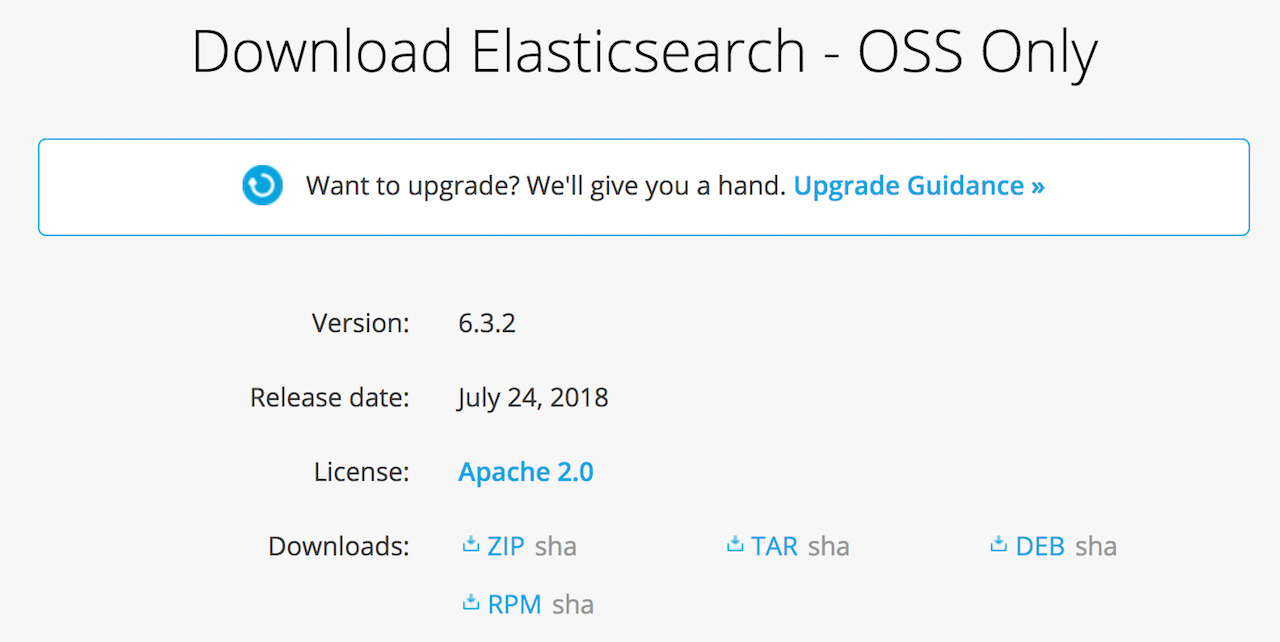 Download Elasticsearch - OSS Only
Want to upgrade? We'll give you a hand. Upgrade Guidance »
Version: 6.3.2
Release date: July 24, 2018
License: Apache 2.0
Downloads: ZIP sha TAR sha DEB sha
RPM sha